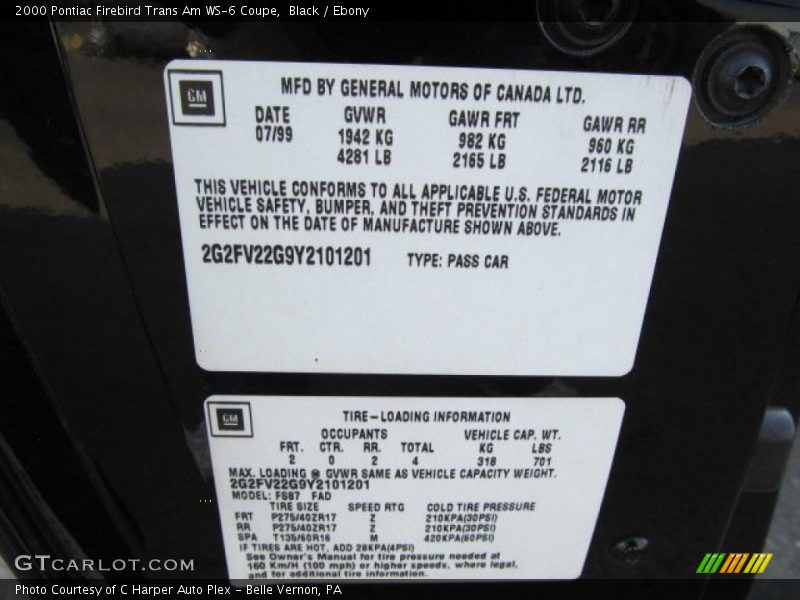 2000 Pontiac Firebird Trans Am WS-6 Coupe, Black / Ebony
GM
MFD BY GENERAL MOTORS OF CANADA LTD.
DATE GVWR GAWR FRT GAWR RR
07/99 1942 KG 982 KG 960 KG
4281 LB 2165 LB 2116 LB
THIS VEHICLE CONFORMS TO ALL APPLICABLE U.S. FEDERAL MOTOR
VEHICLE SAFETY, BUMPER, AND THEFT PREVENTION STANDARDS IN
EFFECT ON THE DATE OF MANUFACTURE SHOWN ABOVE.
2G2FV22G9Y2101201 TYPE: PASS CAR
GM
TIRE-LOADING INFORMATION
OCCUPANTS VEHICLE CAP. WT.
FRT. CTR. RR. TOTAL KG LBS
2 0 2 4 318 701
MAX. LOADING @ GVWR SAME AS VEHICLE CAPACITY WEIGHT.
2G2FV22G9Y2101201
MODEL: FS87 FAD
TIRE SIZE SPEED RTG COLD TIRE PRESSURE
FRT P275/40ZR17 Z 210KPA(30PSI)
RR P275/40ZR17 Z 210KPA(30PSI)
SPA T135/60R16 M 420KPA(60PSI)
IF TIRES ARE HOT, ADD 28KPA(4PSI)
See Owner's Manual for tire pressure needed at
160 Km/H (100 mph) or higher speeds, where legal,
and for additional tire information.
GTCARLOT.COM
Photo Courtesy of C Harper Auto Plex - Belle Vernon, PA